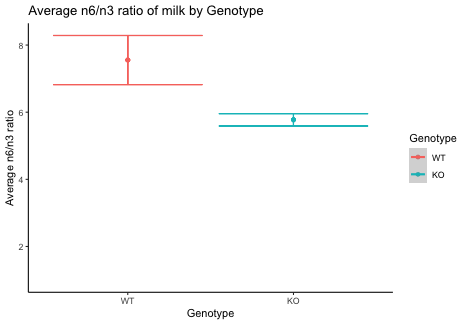 Average n6/n3 ratio of milk by Genotype
Average n6/n3 ratio
8
6
4
2
WT
KO
Genotype
Genotype
WT
KO